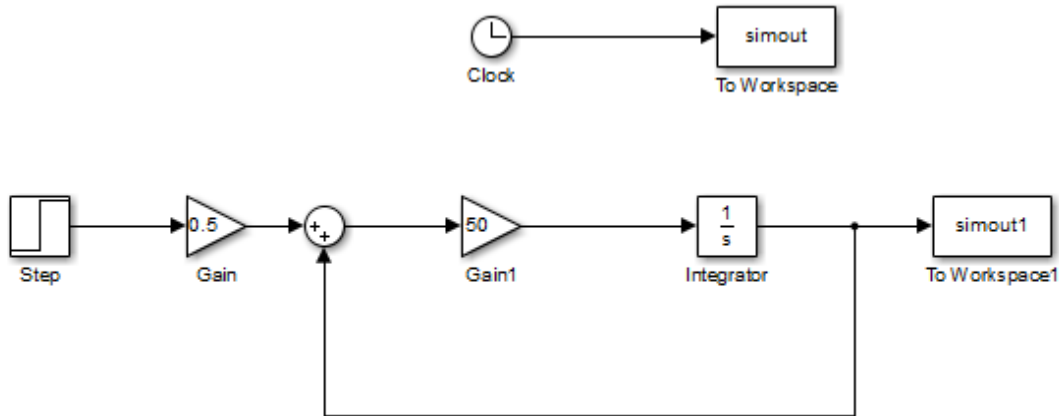 simout
Clock
To Workspace
0.5
+
+
50
1
s
simout1
Step
Gain
Gain1
Integrator
To Workspace1